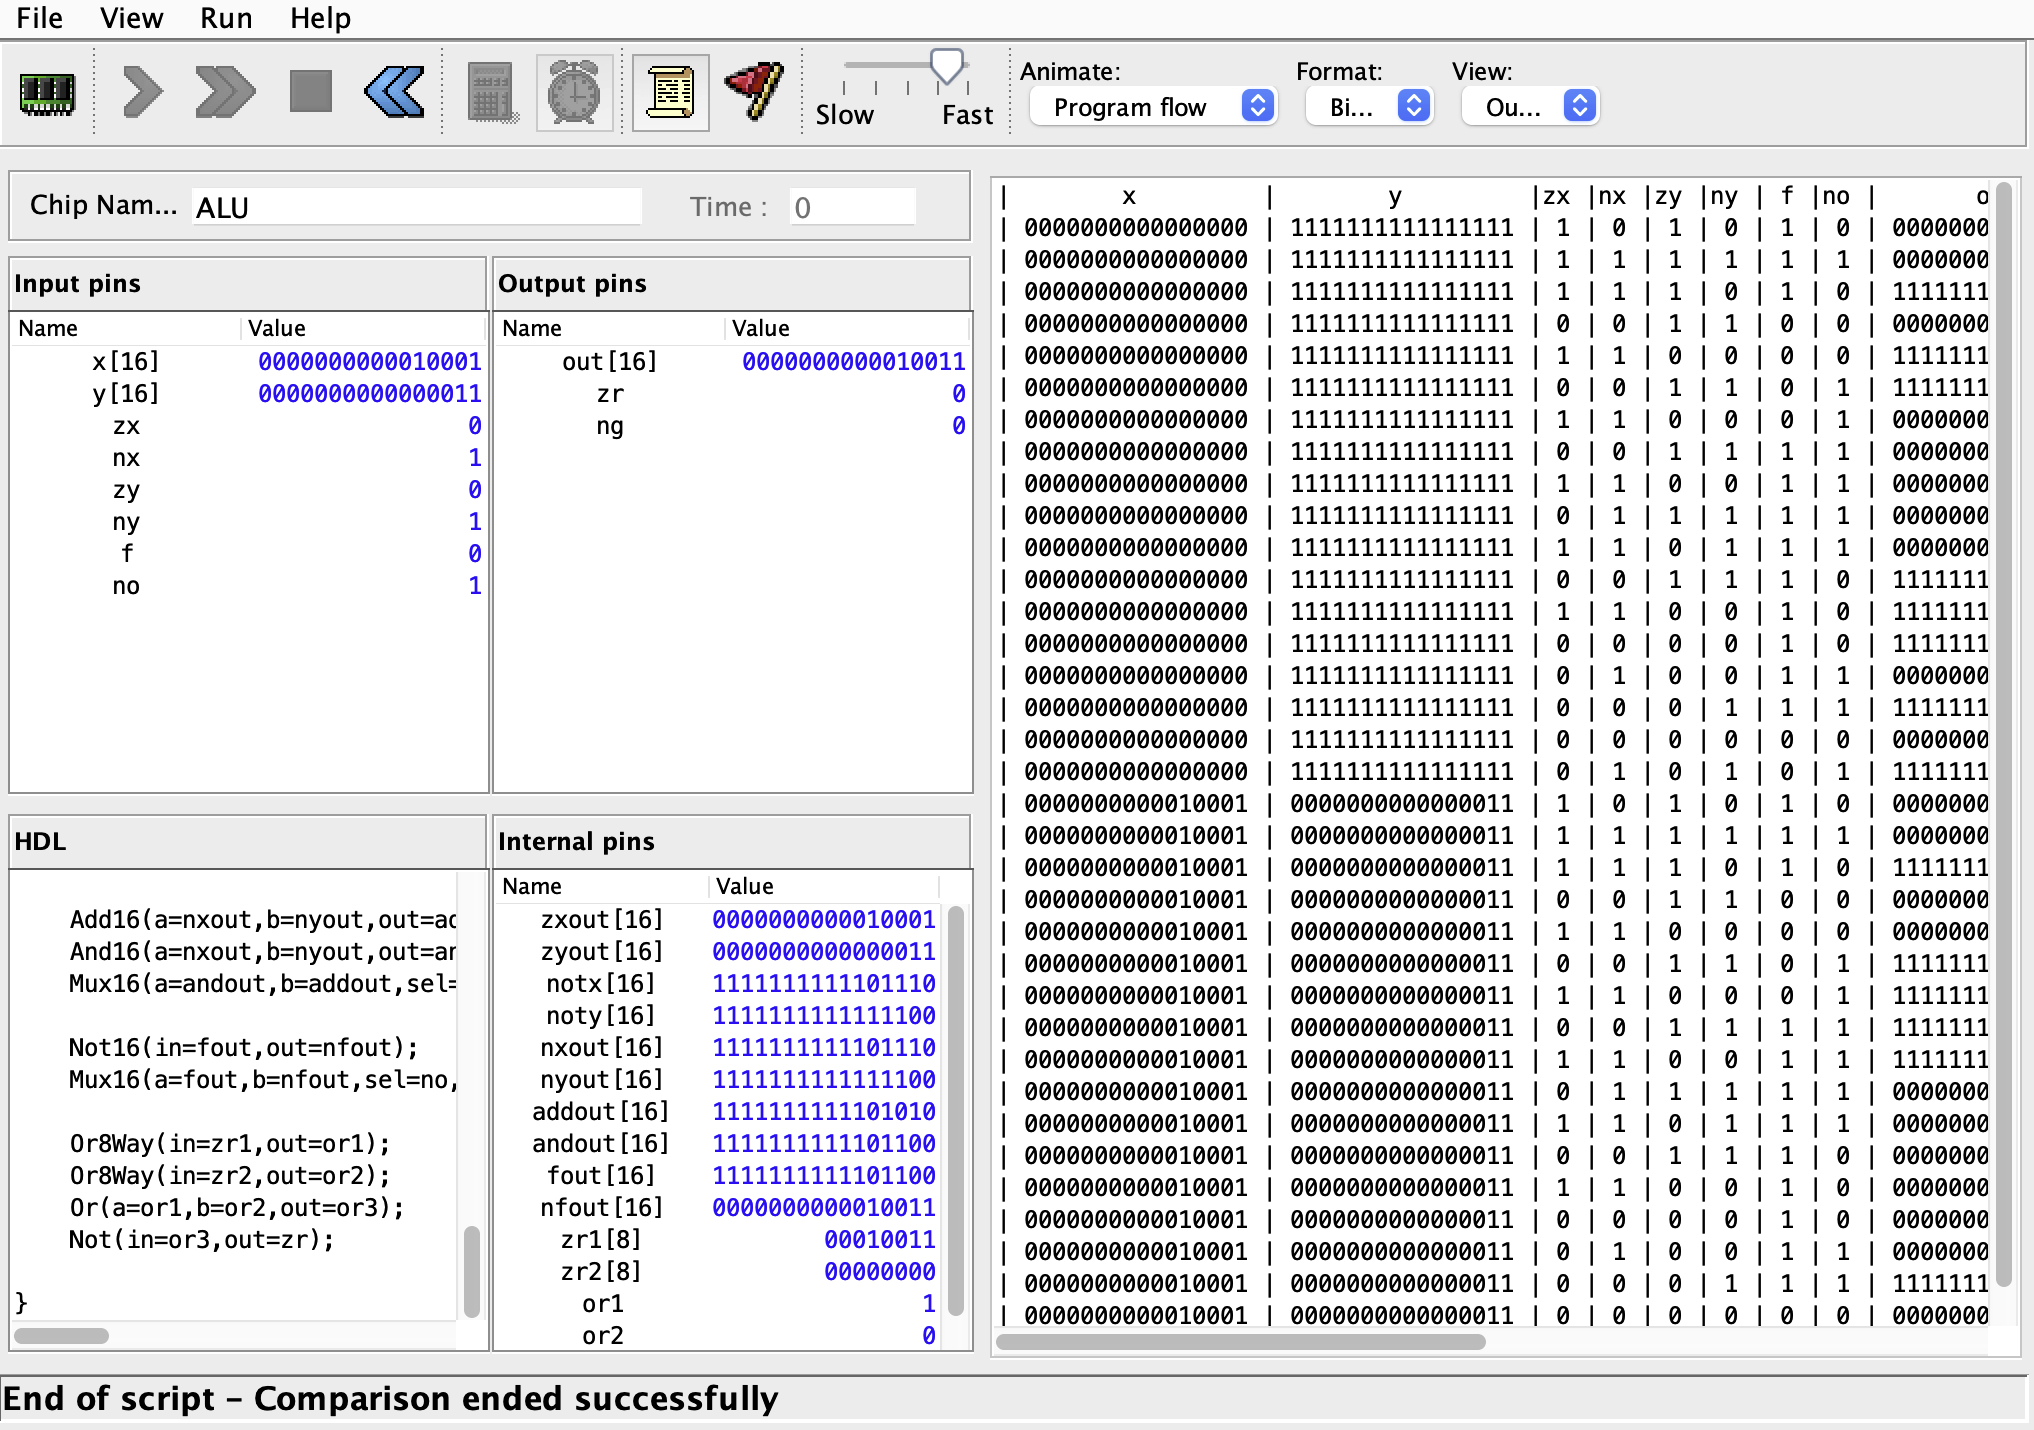 File View Run Help
Slow Fast
Animate: Format: View:
Program flow Bi... Ou...
Chip Nam... ALU Time : 0
Input pins
Name Value
x[16] 0000000000010001
y[16] 0000000000000011
zx 0
nx 1
zy 0
ny 1
f 0
no 1
Output pins
Name Value
out[16] 0000000000010011
zr 0
ng 0
HDL
Add16(a=nxout,b=nyout,out=ad
And16(a=nxout,b=nyout,out=an
Mux16(a=andout,b=addout,sel=
Not16(in=fout,out=nfout);
Mux16(a=fout,b=nfout,sel=no,
Or8Way(in=zr1,out=or1);
Or8Way(in=zr2,out=or2);
Or(a=or1,b=or2,out=or3);
Not(in=or3,out=zr);
}
Internal pins
Name Value
zxout[16] 0000000000010001
zyout[16] 0000000000000011
notx[16] 1111111111101110
noty[16] 1111111111111100
nxout[16] 1111111111101110
nyout[16] 1111111111111100
addout[16] 1111111111101010
andout[16] 1111111111101100
fout[16] 1111111111101100
nfout[16] 0000000000010011
zr1[8] 00010011
zr2[8] 00000000
or1 1
or2 0
| x | y |zx |nx |zy |ny | f |no | o
| 0000000000000000 | 1111111111111111 | 1 | 0 | 1 | 0 | 1 | 0 | 0000000
| 0000000000000000 | 1111111111111111 | 1 | 1 | 1 | 1 | 1 | 1 | 0000000
| 0000000000000000 | 1111111111111111 | 1 | 1 | 1 | 0 | 1 | 0 | 1111111
| 0000000000000000 | 1111111111111111 | 0 | 0 | 1 | 1 | 0 | 0 | 0000000
| 0000000000000000 | 1111111111111111 | 1 | 1 | 0 | 0 | 0 | 0 | 1111111
| 0000000000000000 | 1111111111111111 | 0 | 0 | 1 | 1 | 0 | 1 | 1111111
| 0000000000000000 | 1111111111111111 | 1 | 1 | 0 | 0 | 0 | 1 | 0000000
| 0000000000000000 | 1111111111111111 | 0 | 0 | 1 | 1 | 1 | 1 | 0000000
| 0000000000000000 | 1111111111111111 | 1 | 1 | 0 | 0 | 1 | 1 | 0000000
| 0000000000000000 | 1111111111111111 | 0 | 1 | 1 | 1 | 1 | 1 | 0000000
| 0000000000000000 | 1111111111111111 | 1 | 1 | 0 | 1 | 1 | 1 | 0000000
| 0000000000000000 | 1111111111111111 | 0 | 0 | 1 | 1 | 1 | 0 | 1111111
| 0000000000000000 | 1111111111111111 | 1 | 1 | 0 | 0 | 1 | 0 | 1111111
| 0000000000000000 | 1111111111111111 | 0 | 0 | 0 | 0 | 1 | 0 | 1111111
| 0000000000000000 | 1111111111111111 | 0 | 1 | 0 | 0 | 1 | 1 | 0000000
| 0000000000000000 | 1111111111111111 | 0 | 0 | 0 | 1 | 1 | 1 | 1111111
| 0000000000000000 | 1111111111111111 | 0 | 0 | 0 | 0 | 0 | 0 | 0000000
| 0000000000000000 | 1111111111111111 | 0 | 1 | 0 | 1 | 0 | 1 | 1111111
| 0000000000010001 | 0000000000000011 | 1 | 0 | 1 | 0 | 1 | 0 | 0000000
| 0000000000010001 | 0000000000000011 | 1 | 1 | 1 | 1 | 1 | 1 | 0000000
| 0000000000010001 | 0000000000000011 | 1 | 1 | 1 | 0 | 1 | 0 | 1111111
| 0000000000010001 | 0000000000000011 | 0 | 0 | 1 | 1 | 0 | 0 | 0000000
| 0000000000010001 | 0000000000000011 | 1 | 1 | 0 | 0 | 0 | 0 | 0000000
| 0000000000010001 | 0000000000000011 | 0 | 0 | 1 | 1 | 0 | 1 | 1111111
| 0000000000010001 | 0000000000000011 | 1 | 1 | 0 | 0 | 0 | 1 | 1111111
| 0000000000010001 | 0000000000000011 | 0 | 0 | 1 | 1 | 1 | 1 | 1111111
| 0000000000010001 | 0000000000000011 | 1 | 1 | 0 | 0 | 1 | 1 | 1111111
| 0000000000010001 | 0000000000000011 | 0 | 1 | 1 | 1 | 1 | 1 | 0000000
| 0000000000010001 | 0000000000000011 | 1 | 1 | 0 | 1 | 1 | 1 | 0000000
| 0000000000010001 | 0000000000000011 | 0 | 0 | 1 | 1 | 1 | 0 | 0000000
| 0000000000010001 | 0000000000000011 | 1 | 1 | 0 | 0 | 1 | 0 | 0000000
| 0000000000010001 | 0000000000000011 | 0 | 0 | 0 | 0 | 1 | 0 | 0000000
| 0000000000010001 | 0000000000000011 | 0 | 1 | 0 | 0 | 1 | 1 | 0000000
| 0000000000010001 | 0000000000000011 | 0 | 0 | 0 | 1 | 1 | 1 | 1111111
| 0000000000010001 | 0000000000000011 | 0 | 0 | 0 | 0 | 0 | 0 | 0000000
End of script – Comparison ended successfully